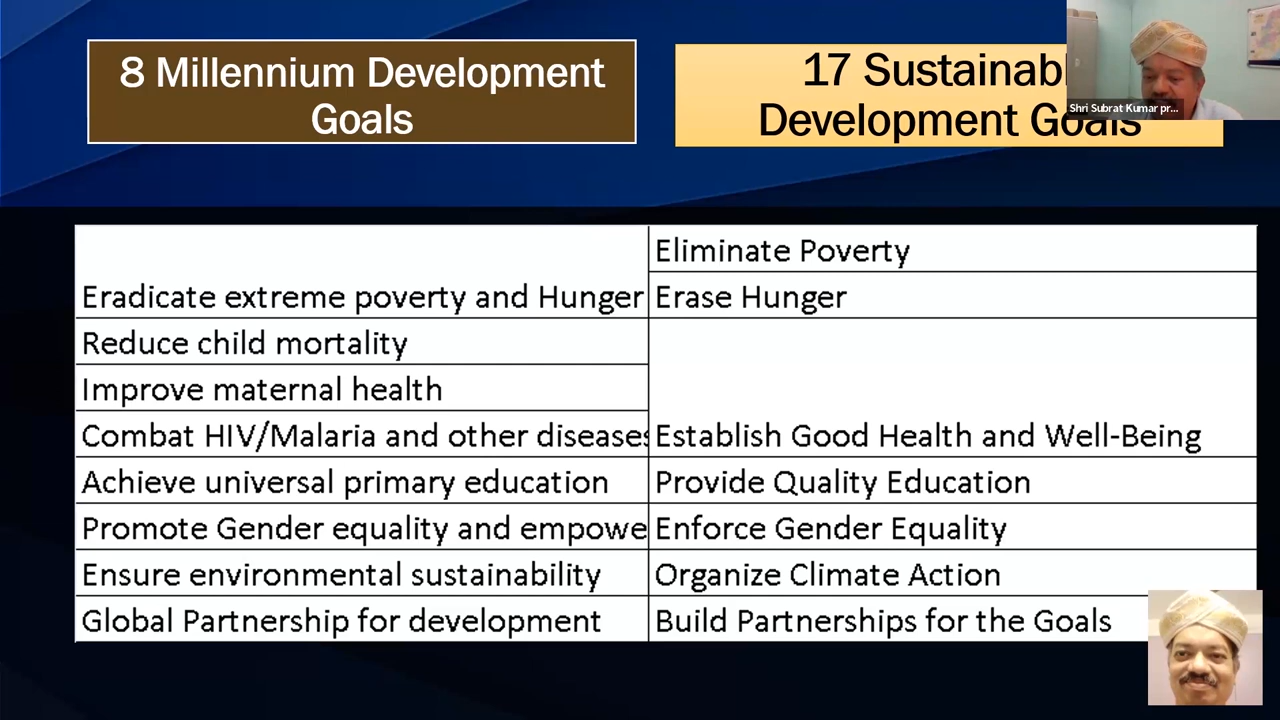 8 Millennium Development
Goals
17 Sustainab
Development Goals
Shri Subrat Kumar pr...
Eliminate Poverty
Eradicate extreme poverty and Hunger
Erase Hunger
Reduce child mortality
Improve maternal health
Combat HIV/Malaria and other diseases
Establish Good Health and Well-Being
Achieve universal primary education
Provide Quality Education
Promote Gender equality and empowe
Enforce Gender Equality
Ensure environmental sustainability
Organize Climate Action
Global Partnership for development
Build Partnerships for the Goals